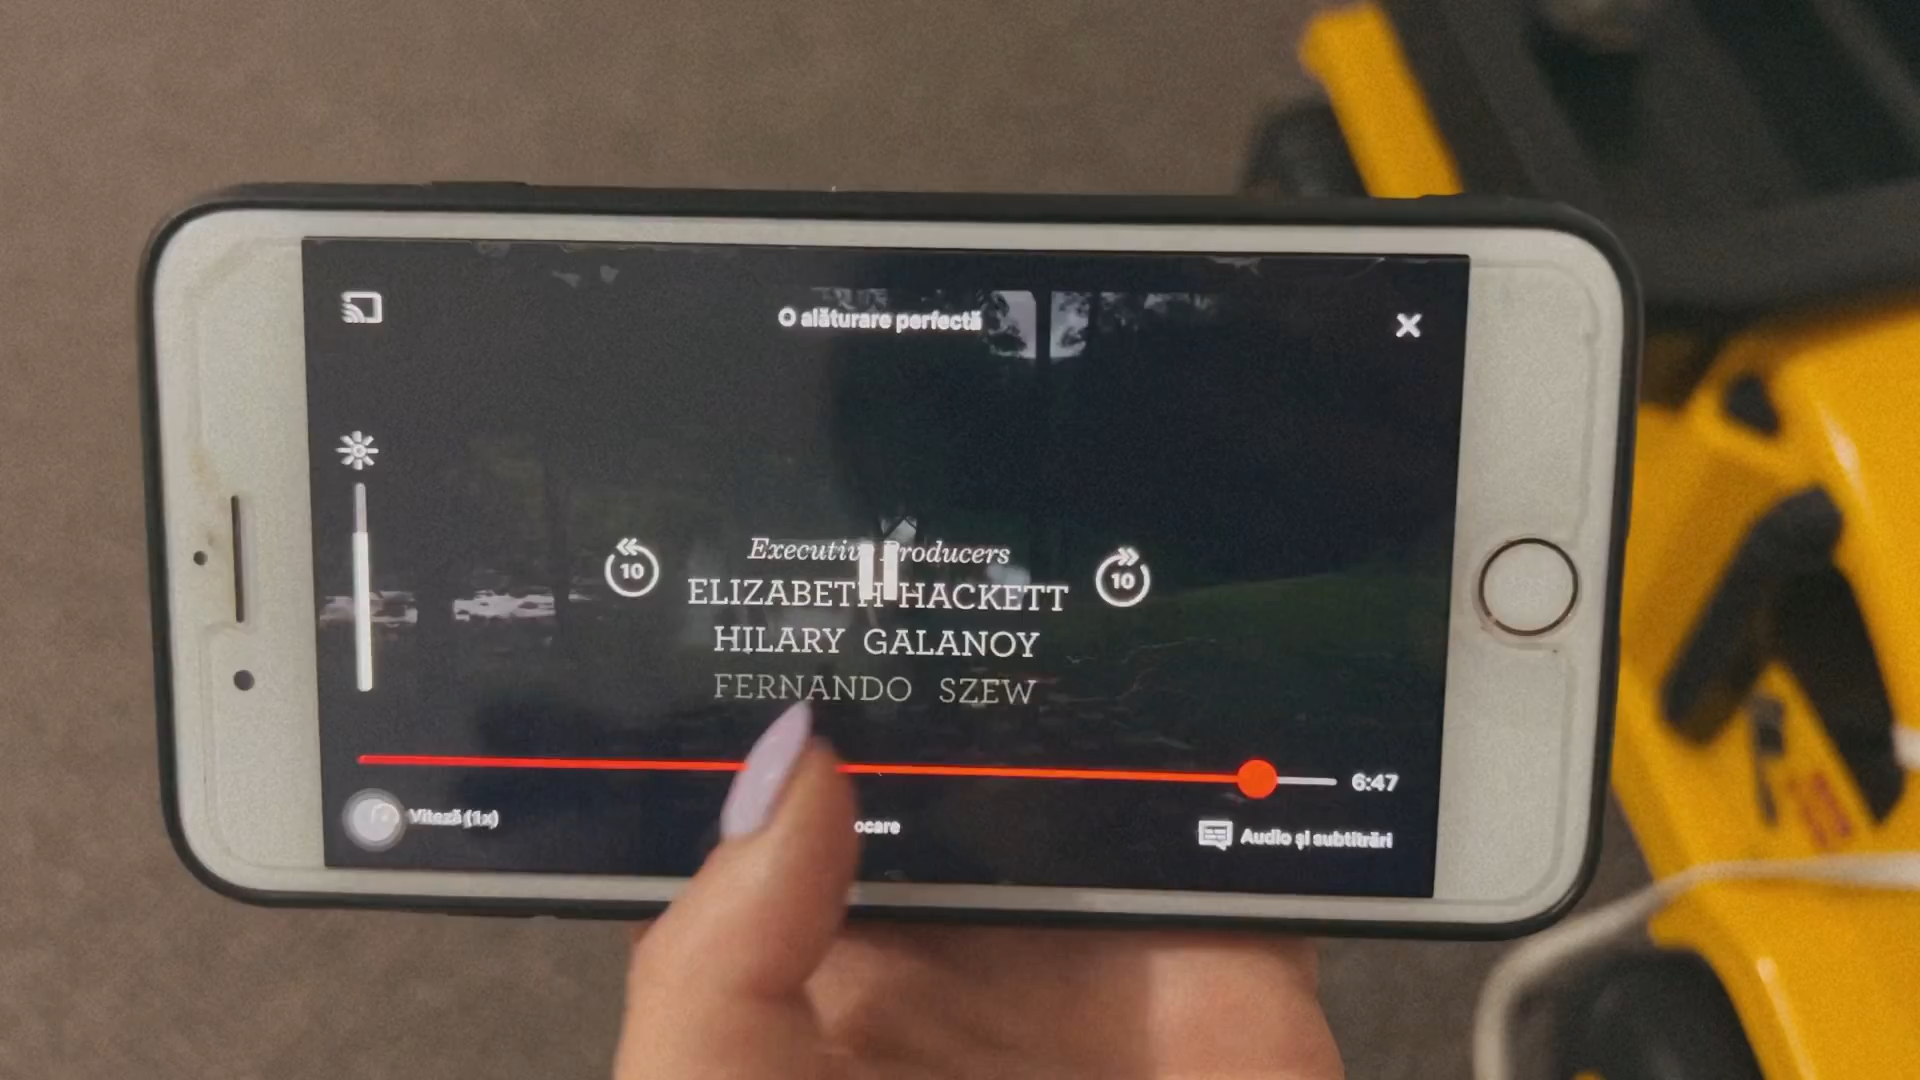 O alăturare perfectă
Executive Producers
10
ELIZABETH HACKETT
10
HILARY GALANOY
FERNANDO SZEW
6:47
Viteză (1x)
ocare
Audio și subtitrări